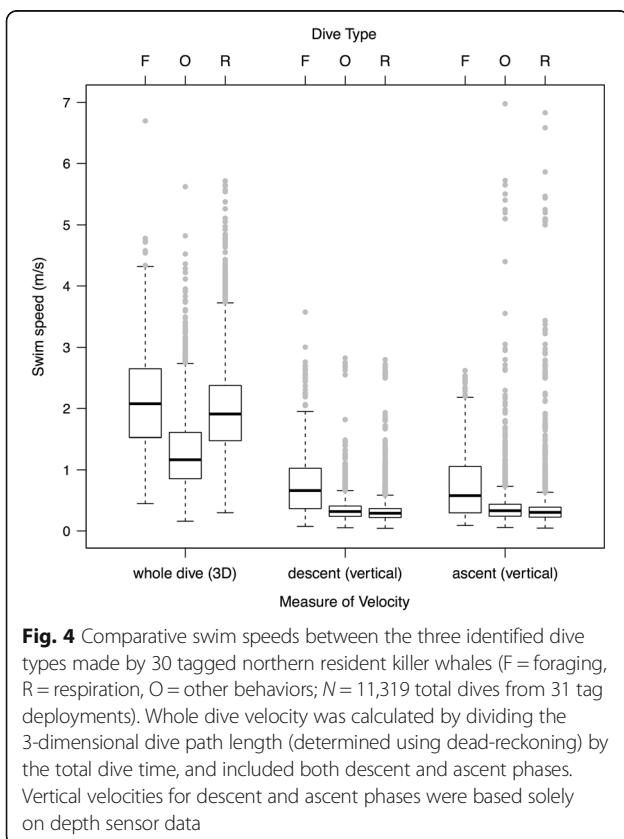 Dive Type
F O R F O R F O R
7
6
5
4
3
2
1
0
Swim speed (m/s)
whole dive (3D) descent (vertical) ascent (vertical)
Measure of Velocity
Fig. 4 Comparative swim speeds between the three identified dive
types made by 30 tagged northern resident killer whales (F = foraging,
R = respiration, O = other behaviors; N = 11,319 total dives from 31 tag
deployments). Whole dive velocity was calculated by dividing the
3-dimensional dive path length (determined using dead-reckoning) by
the total dive time, and included both descent and ascent phases.
Vertical velocities for descent and ascent phases were based solely
on depth sensor data